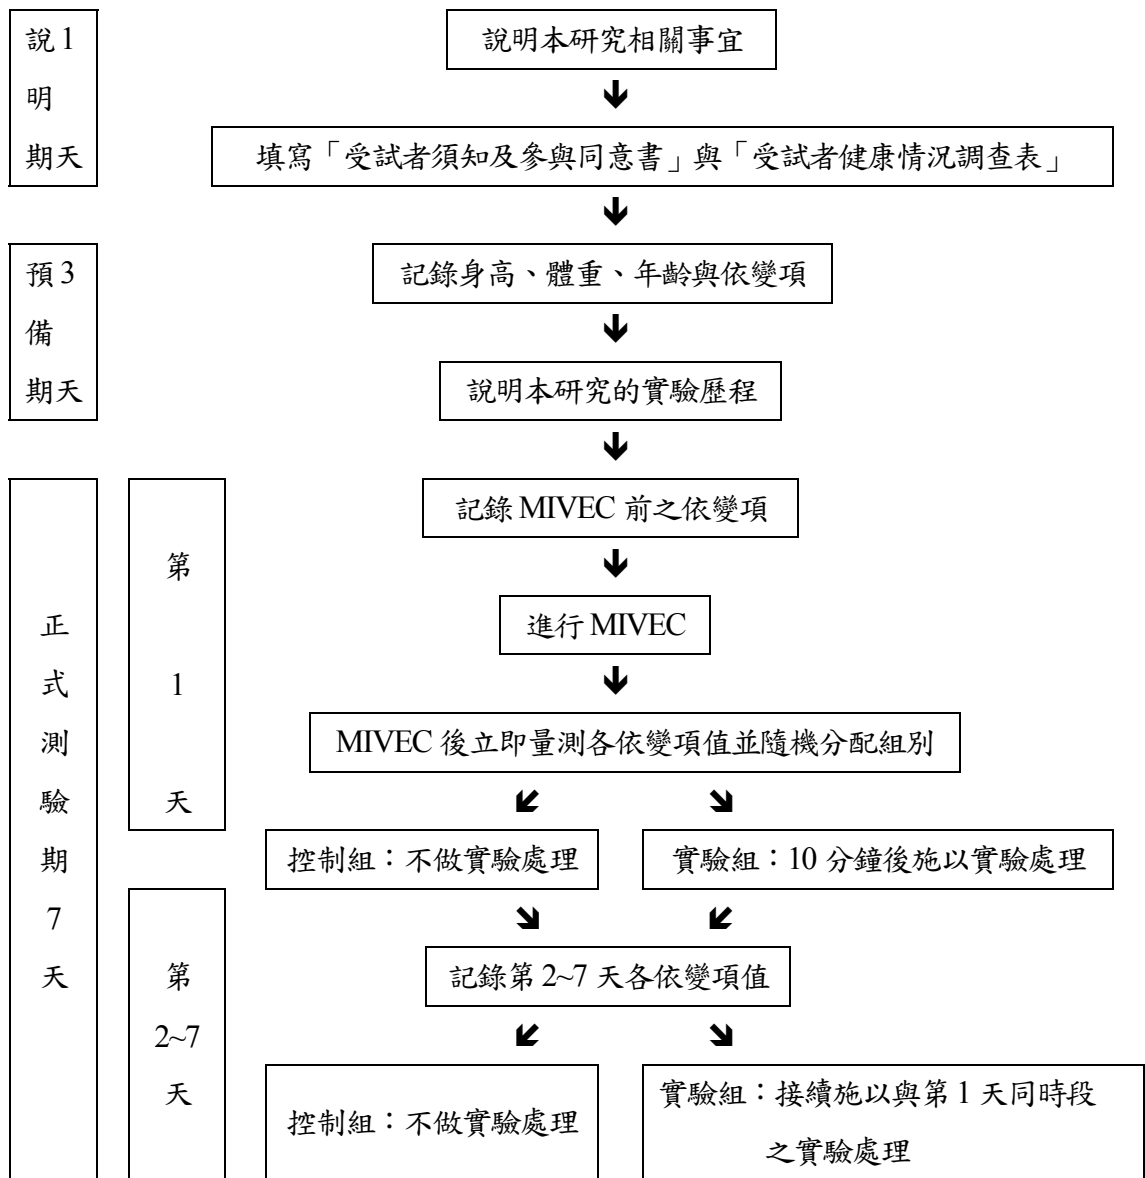 說1
明
期天
說明本研究相關事宜
填寫「受試者須知及參與同意書」與「受試者健康情況調查表」
預3
備
期天
記錄身高、體重、年齡與依變項
說明本研究的實驗歷程
正
式
測
驗
期
7
天
第
1
天
記錄 MIVEC 前之依變項
進行 MIVEC
MIVEC 後立即量測各依變項值並隨機分配組別
控制組：不做實驗處理
實驗組：10 分鐘後施以實驗處理
第
2~7
天
記錄第 2~7 天各依變項值
控制組：不做實驗處理
實驗組：接續施以與第 1 天同時段
之實驗處理